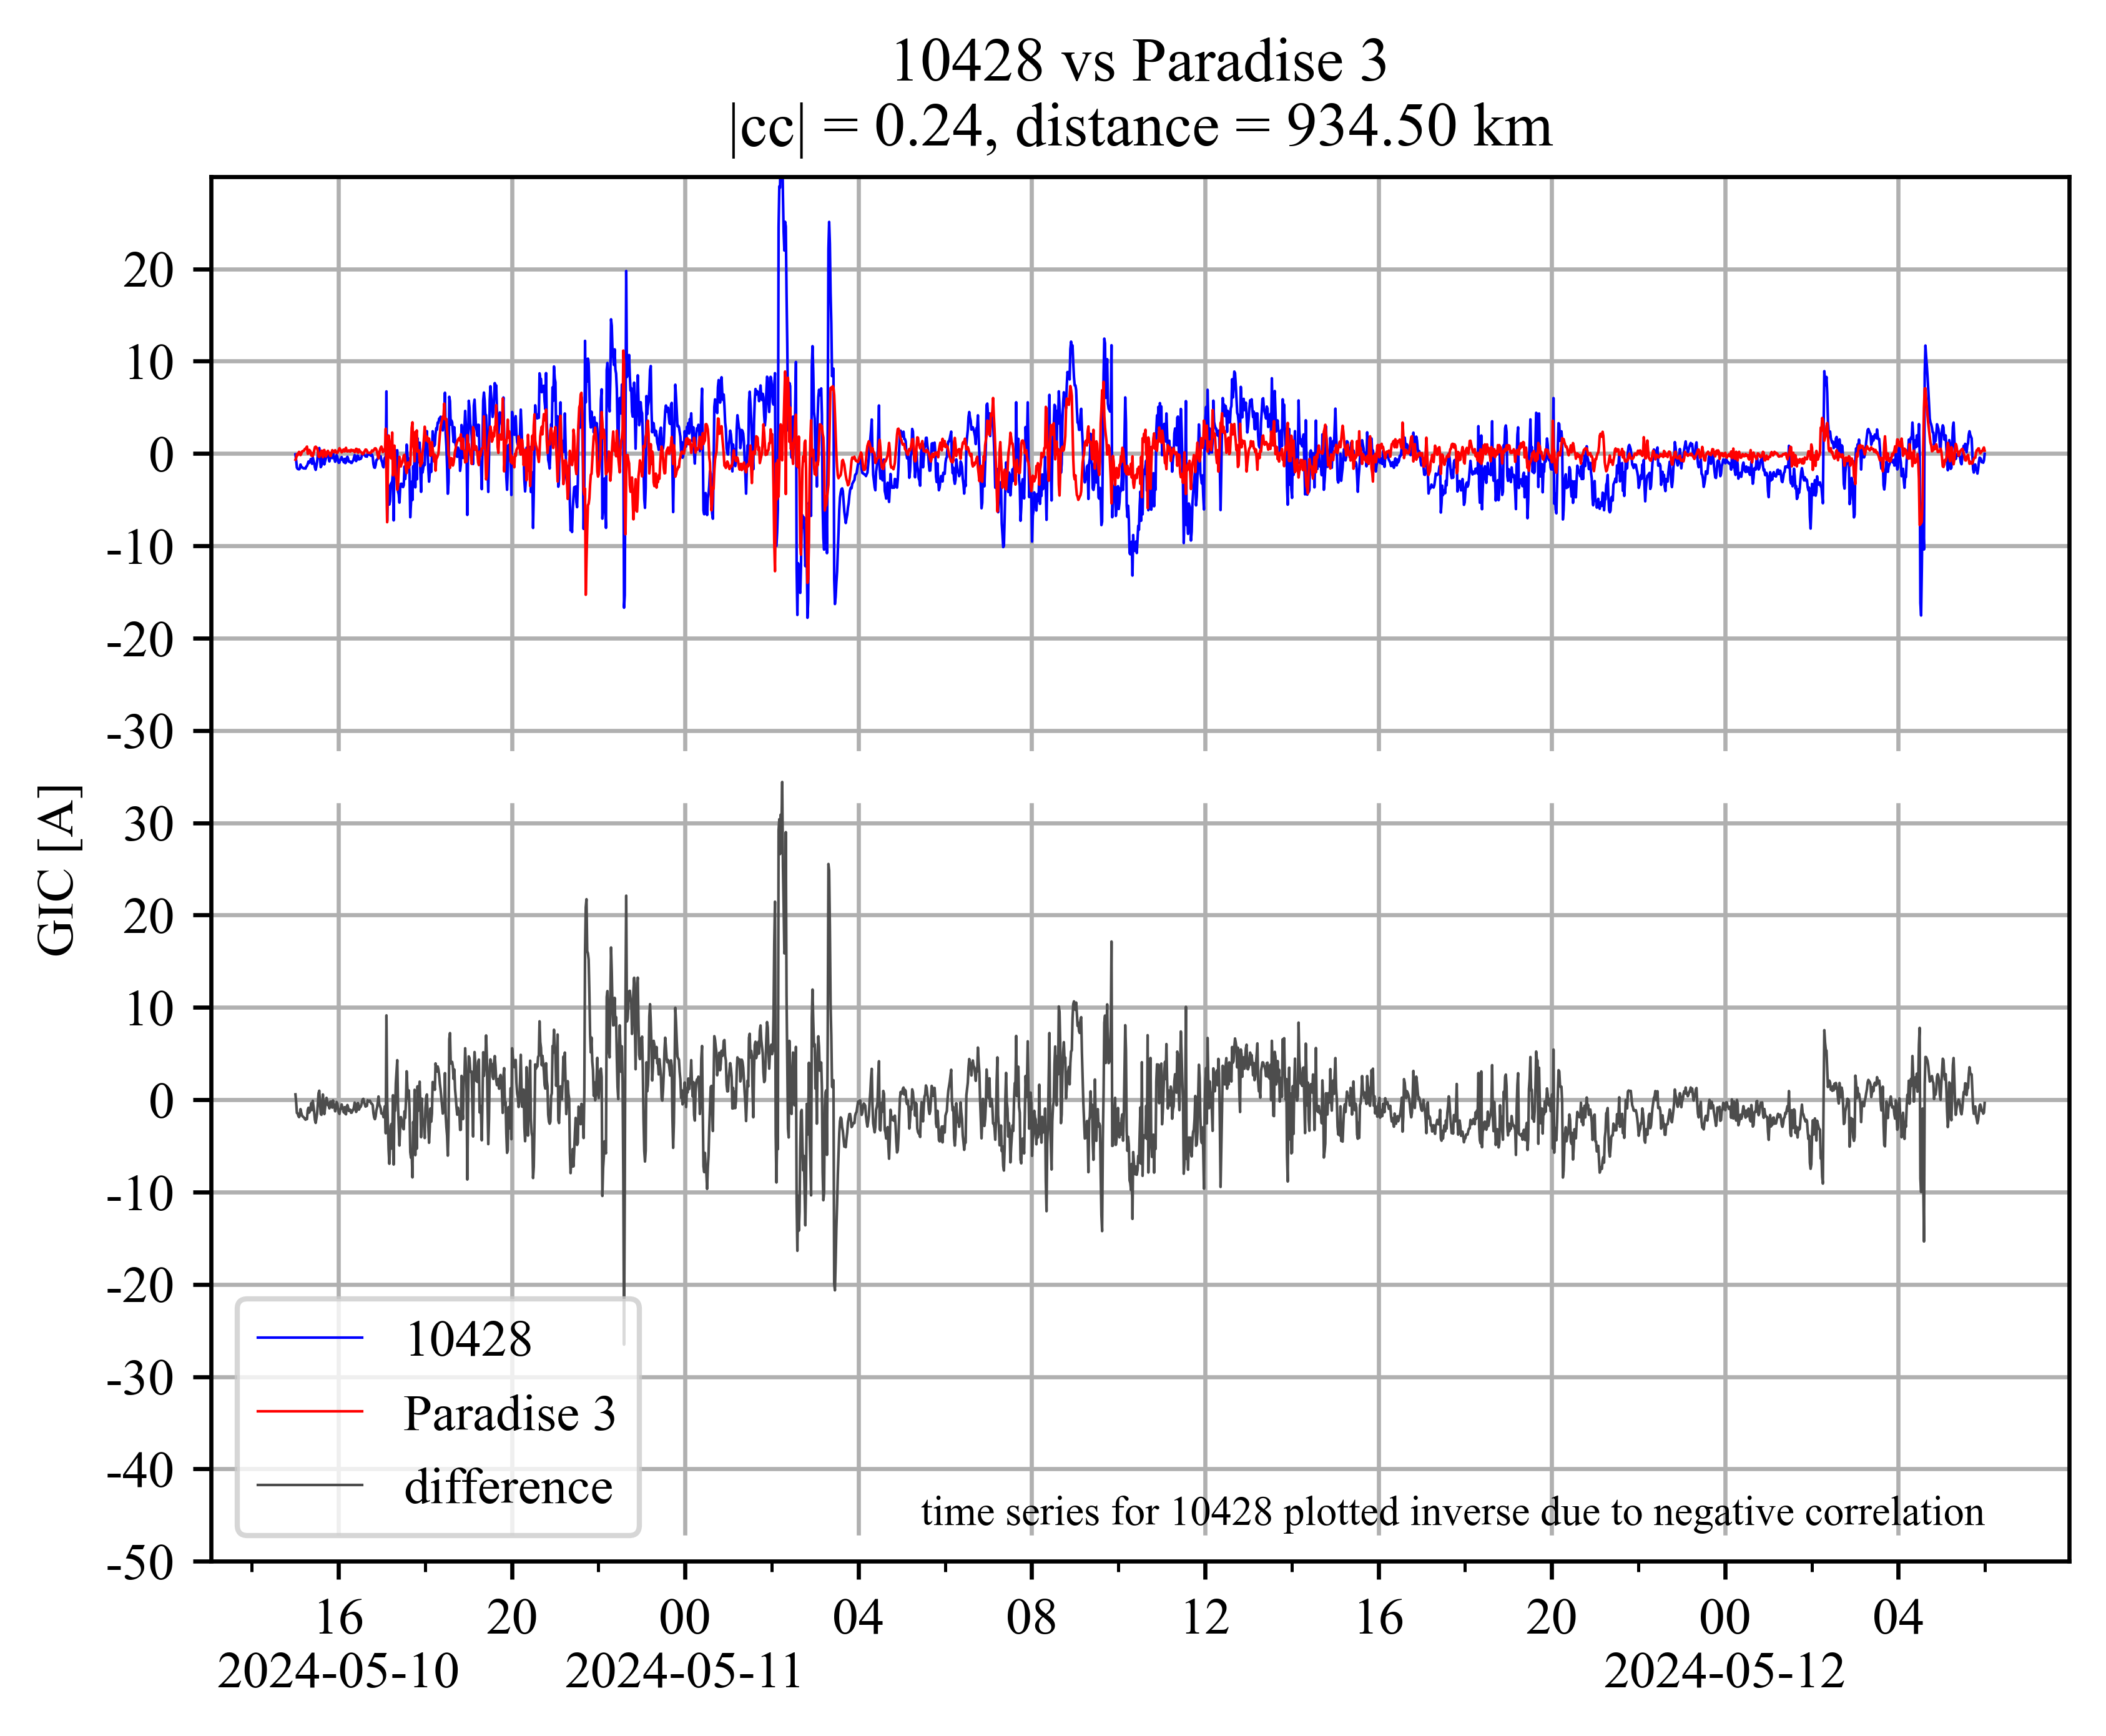 10428 vs Paradise 3
|cc| = 0.24, distance = 934.50 km
20
10
0
-10
-20
-30
30
20
10
0
-10
-20
-30
-40
-50
GIC [A]
10428
Paradise 3
difference
time series for 10428 plotted inverse due to negative correlation
16 20 00 04 08 12 16 20 00 04
2024-05-10 2024-05-11 2024-05-12